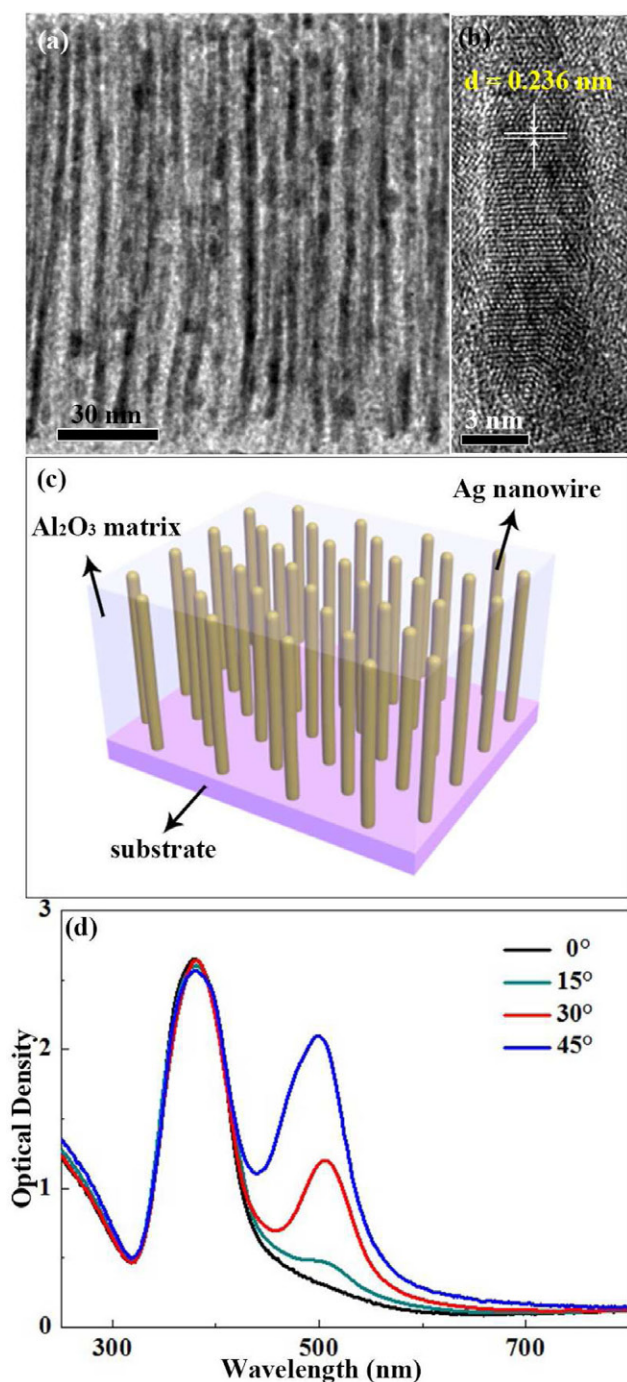 (a)
30 nm
(b)
d = 0.236 nm
3 nm
(c)
Ag nanowire
Al₂O₃ matrix
substrate
(d)
3
2
1
0
Optical Density
0°
15°
30°
45°
300
500
700
Wavelength (nm)